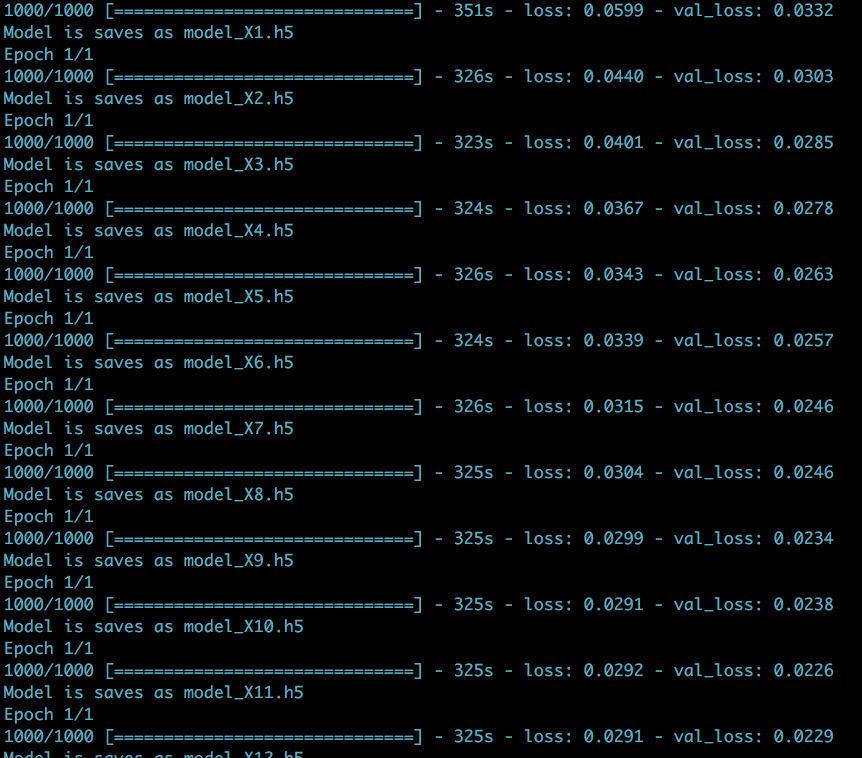 1000/1000 [==============================] - 351s - loss: 0.0599 - val_loss: 0.0332
Model is saves as model_X1.h5
Epoch 1/1
1000/1000 [==============================] - 326s - loss: 0.0440 - val_loss: 0.0303
Model is saves as model_X2.h5
Epoch 1/1
1000/1000 [==============================] - 323s - loss: 0.0401 - val_loss: 0.0285
Model is saves as model_X3.h5
Epoch 1/1
1000/1000 [==============================] - 324s - loss: 0.0367 - val_loss: 0.0278
Model is saves as model_X4.h5
Epoch 1/1
1000/1000 [==============================] - 326s - loss: 0.0343 - val_loss: 0.0263
Model is saves as model_X5.h5
Epoch 1/1
1000/1000 [==============================] - 324s - loss: 0.0339 - val_loss: 0.0257
Model is saves as model_X6.h5
Epoch 1/1
1000/1000 [==============================] - 326s - loss: 0.0315 - val_loss: 0.0246
Model is saves as model_X7.h5
Epoch 1/1
1000/1000 [==============================] - 325s - loss: 0.0304 - val_loss: 0.0246
Model is saves as model_X8.h5
Epoch 1/1
1000/1000 [==============================] - 325s - loss: 0.0299 - val_loss: 0.0234
Model is saves as model_X9.h5
Epoch 1/1
1000/1000 [==============================] - 325s - loss: 0.0291 - val_loss: 0.0238
Model is saves as model_X10.h5
Epoch 1/1
1000/1000 [==============================] - 325s - loss: 0.0292 - val_loss: 0.0226
Model is saves as model_X11.h5
Epoch 1/1
1000/1000 [==============================] - 325s - loss: 0.0291 - val_loss: 0.0229
Model is saves as model_X12.h5